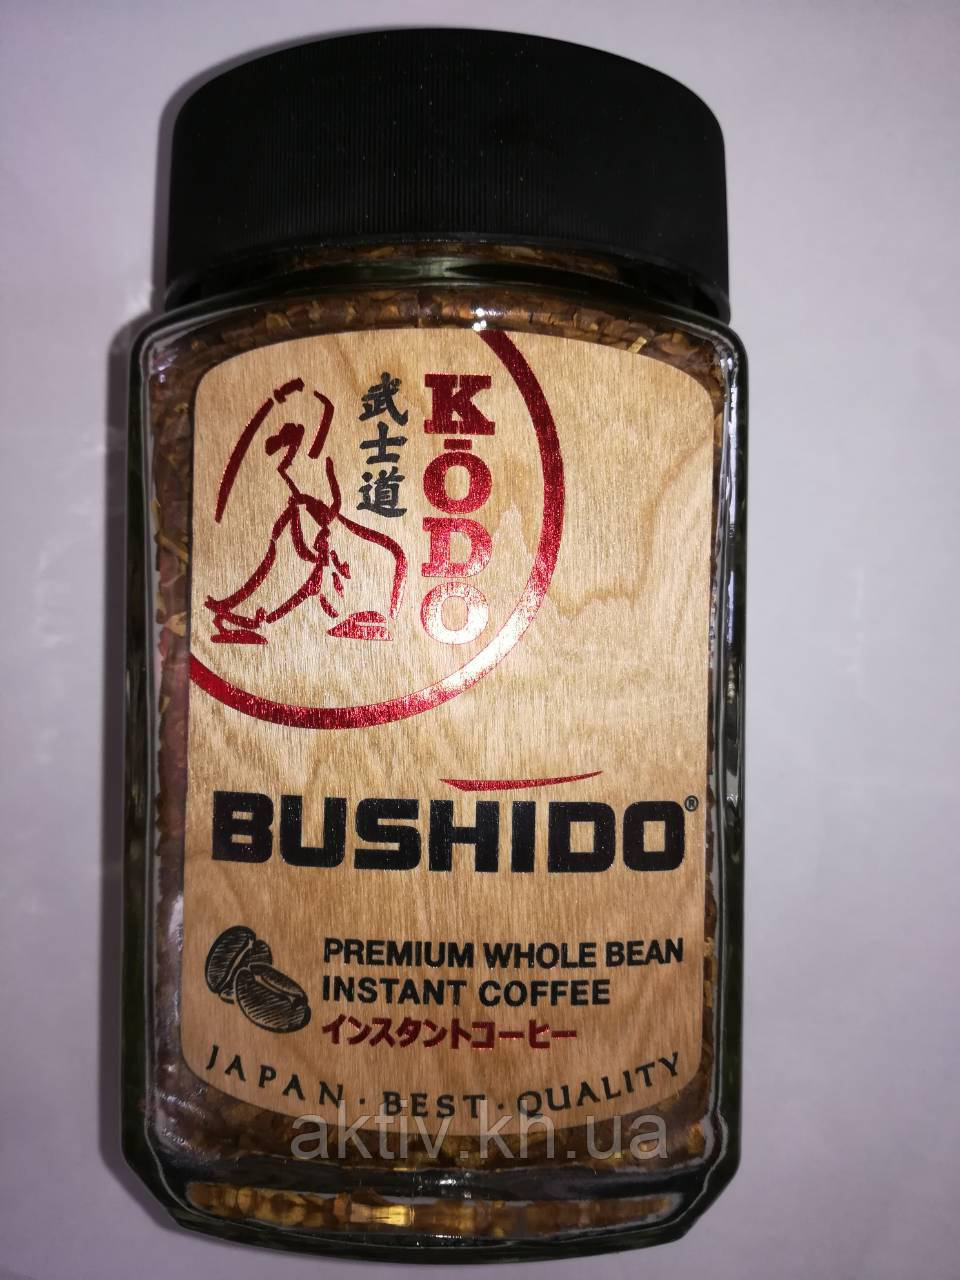 武士道
KŌDO
BUSHIDO®
PREMIUM WHOLE BEAN
INSTANT COFFEE
インスタントコーヒー
JAPAN · BEST · QUALITY
aktiv.kh.ua